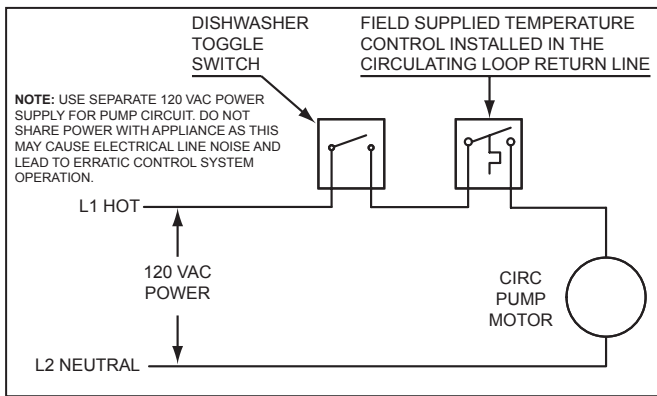 DISHWASHER
TOGGLE
SWITCH
FIELD SUPPLIED TEMPERATURE
CONTROL INSTALLED IN THE
CIRCULATING LOOP RETURN LINE
NOTE: USE SEPARATE 120 VAC POWER
SUPPLY FOR PUMP CIRCUIT. DO NOT
SHARE POWER WITH APPLIANCE AS THIS
MAY CAUSE ELECTRICAL LINE NOISE AND
LEAD TO ERRATIC CONTROL SYSTEM
OPERATION.
L1 HOT
120 VAC
POWER
CIRC
PUMP
MOTOR
L2 NEUTRAL